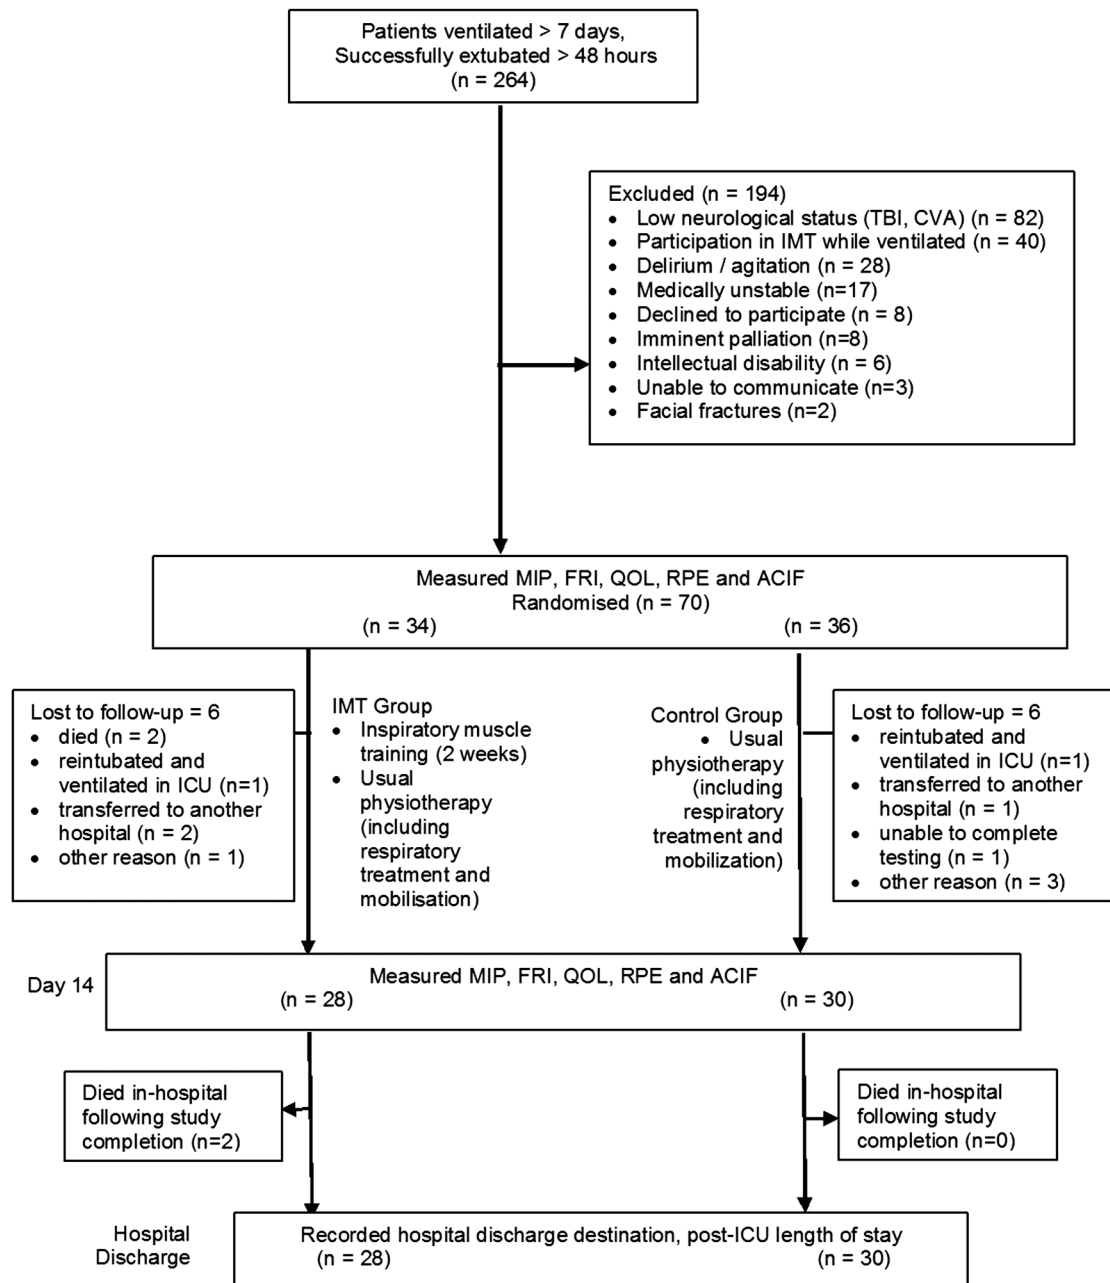 Patients ventilated > 7 days,
Successfully extubated > 48 hours
(n = 264)
Excluded (n = 194)
• Low neurological status (TBI, CVA) (n = 82)
• Participation in IMT while ventilated (n = 40)
• Delirium / agitation (n = 28)
• Medically unstable (n=17)
• Declined to participate (n = 8)
• Imminent palliation (n=8)
• Intellectual disability (n = 6)
• Unable to communicate (n=3)
• Facial fractures (n=2)
Measured MIP, FRI, QOL, RPE and ACIF
Randomised (n = 70)
(n = 34) (n = 36)
Lost to follow-up = 6
• died (n = 2)
• reintubated and
ventilated in ICU (n=1)
• transferred to another
hospital (n = 2)
• other reason (n = 1)
IMT Group
• Inspiratory muscle
training (2 weeks)
• Usual
physiotherapy
(including
respiratory
treatment and
mobilisation)
Control Group
• Usual
physiotherapy
(including
respiratory
treatment and
mobilization)
Lost to follow-up = 6
• reintubated and
ventilated in ICU (n=1)
• transferred to another
hospital (n = 1)
• unable to complete
testing (n = 1)
• other reason (n = 3)
Day 14
Measured MIP, FRI, QOL, RPE and ACIF
(n = 28) (n = 30)
Died in-hospital
following study
completion (n=2)
Died in-hospital
following study
completion (n=0)
Hospital
Discharge
Recorded hospital discharge destination, post-ICU length of stay
(n = 28) (n = 30)